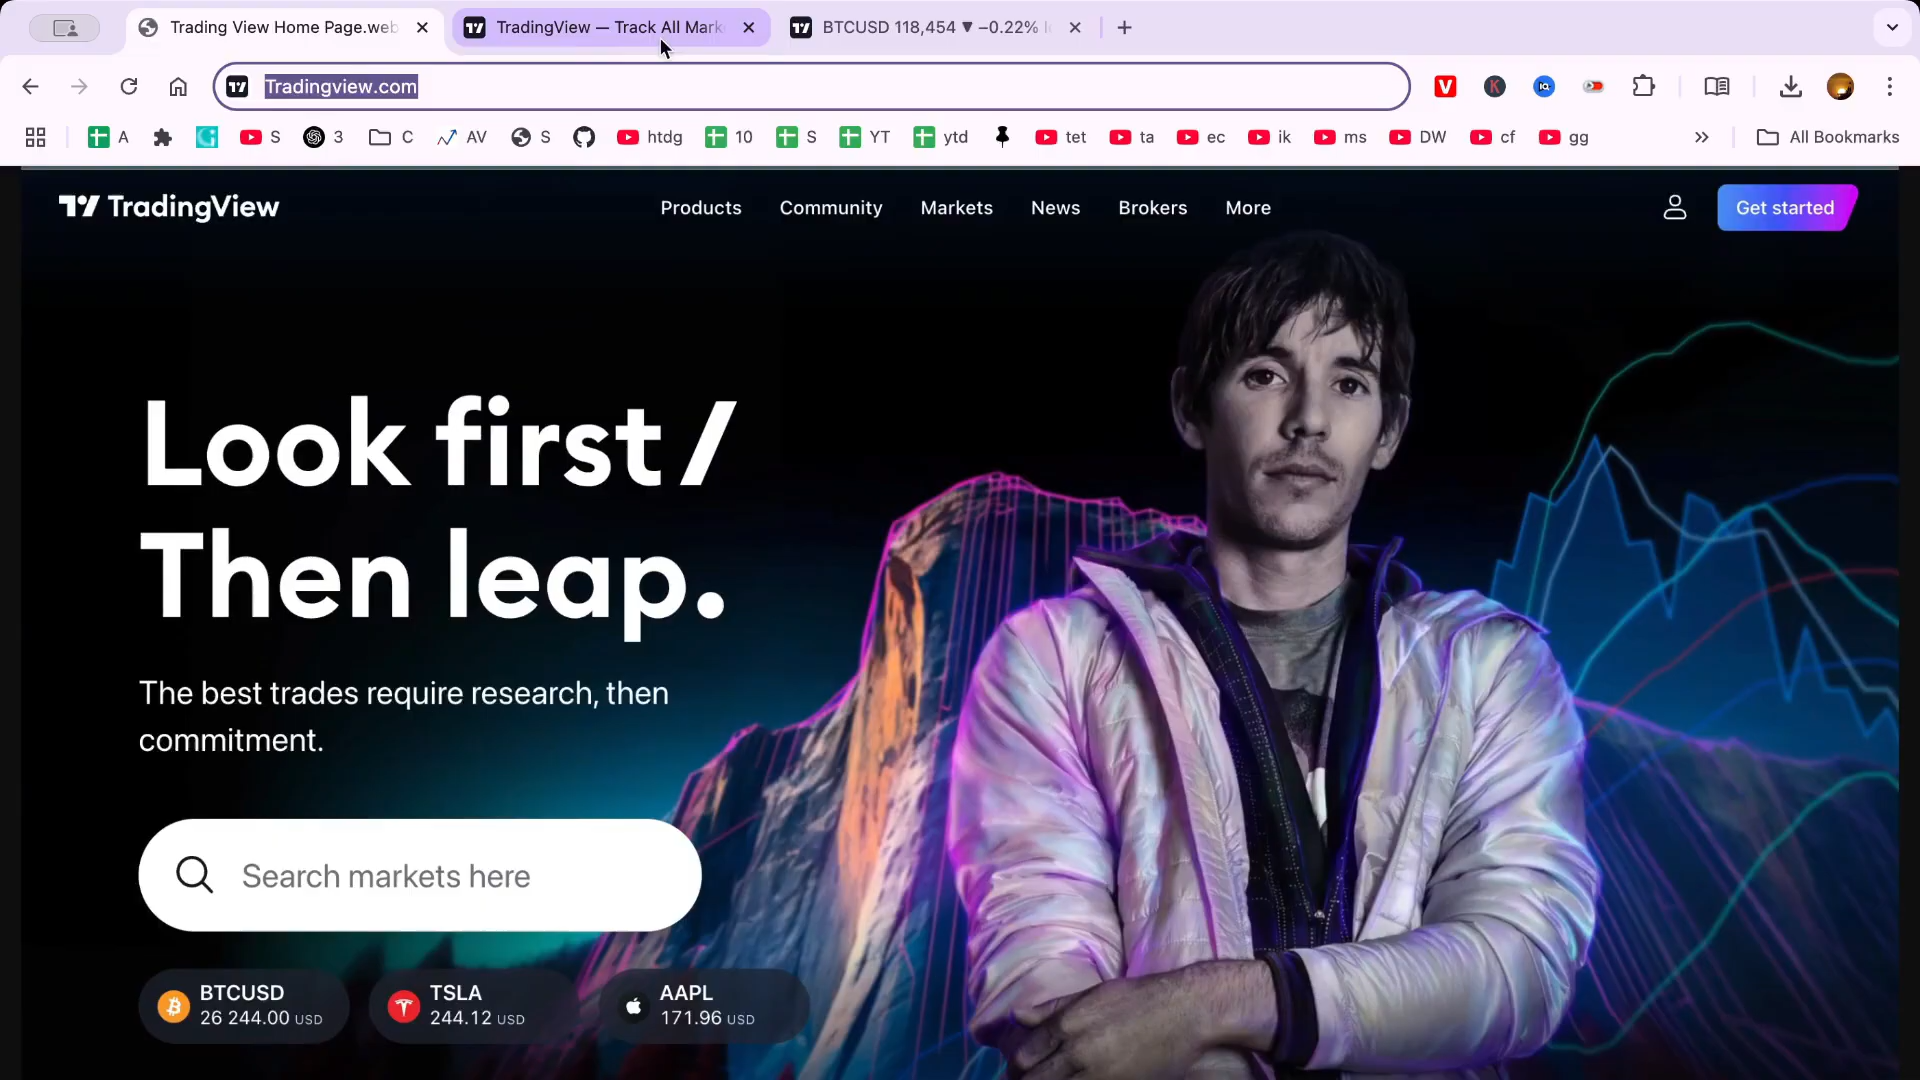 Trading View Home Page.web
TradingView — Track All Mark
BTCUSD 118,454 ▼ −0.22%
Tradingview.com
A
S
3
C
AV
S
htdg
10
S
YT
ytd
tet
ta
ec
ik
ms
DW
cf
gg
All Bookmarks
TradingView
Products
Community
Markets
News
Brokers
More
Get started
Look first /
Then leap.
The best trades require research, then
commitment.
Search markets here
BTCUSD
26 244.00 USD
TSLA
244.12 USD
AAPL
171.96 USD